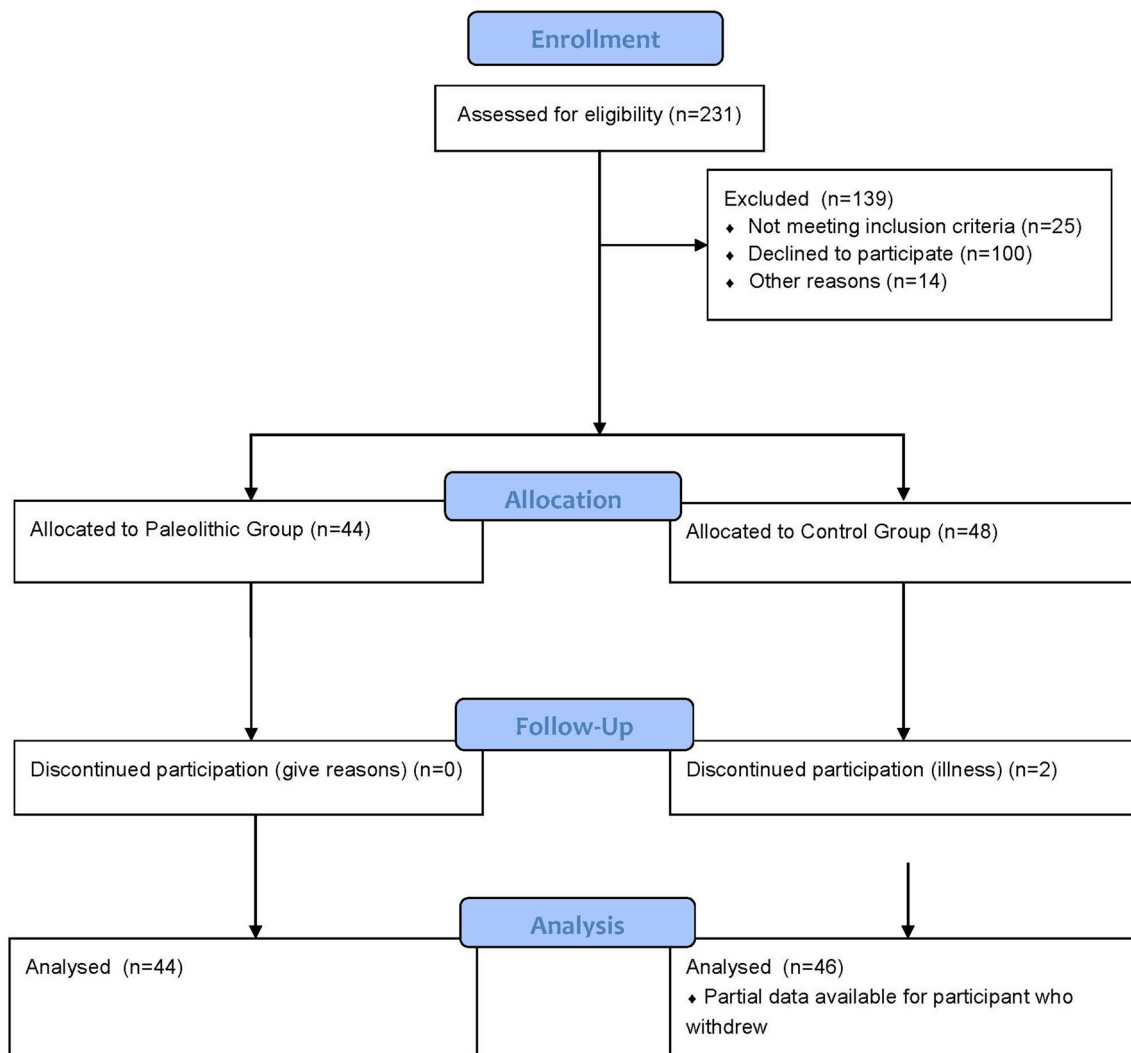 Enrollment
Assessed for eligibility (n=231)
Excluded (n=139)
♦ Not meeting inclusion criteria (n=25)
♦ Declined to participate (n=100)
♦ Other reasons (n=14)
Allocation
Allocated to Paleolithic Group (n=44)
Allocated to Control Group (n=48)
Follow-Up
Discontinued participation (give reasons) (n=0)
Discontinued participation (illness) (n=2)
Analysis
Analysed (n=44)
Analysed (n=46)
♦ Partial data available for participant who
withdrew